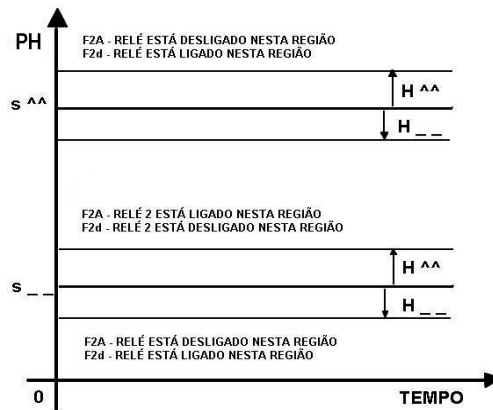 PH
F2A - RELÉ ESTÁ DESLIGADO NESTA REGIÃO
F2d - RELÉ ESTÁ LIGADO NESTA REGIÃO
H ^^
s ^^
H _ _
F2A - RELÉ 2 ESTÁ LIGADO NESTA REGIÃO
F2d - RELÉ 2 ESTÁ DESLIGADO NESTA REGIÃO
H ^^
s _ _
H _ _
F2A - RELÉ ESTÁ DESLIGADO NESTA REGIÃO
F2d - RELÉ ESTÁ LIGADO NESTA REGIÃO
0
TEMPO